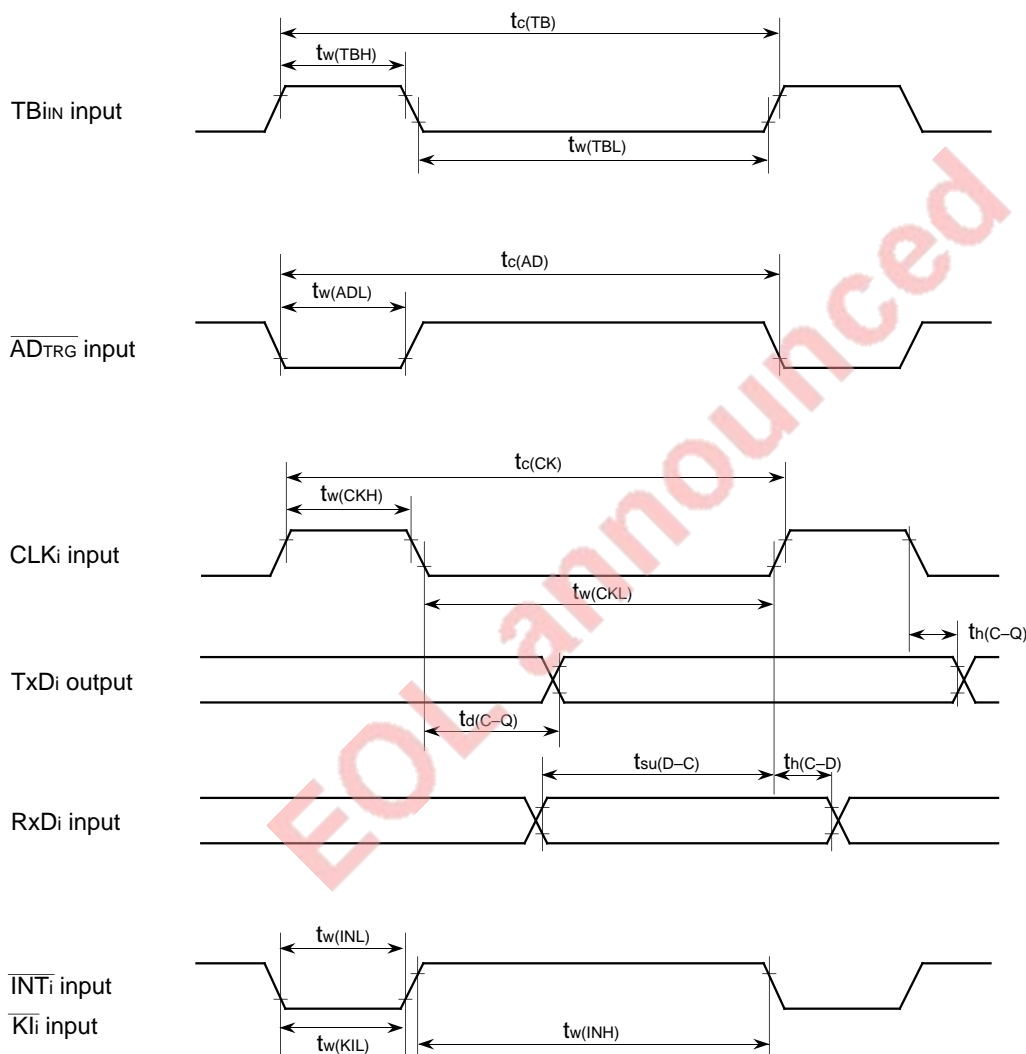 tc(TB)
tw(TBH)
TBiIN input
tw(TBL)
tc(AD)
tw(ADL)
ADTRG input
tc(CK)
tw(CKH)
CLKi input
tw(CKL)
th(C–Q)
TxDi output
td(C–Q)
tsu(D–C)
th(C–D)
RxDi input
tw(INL)
INTi input
KIi input
tw(KIL)
tw(INH)
EOL announced